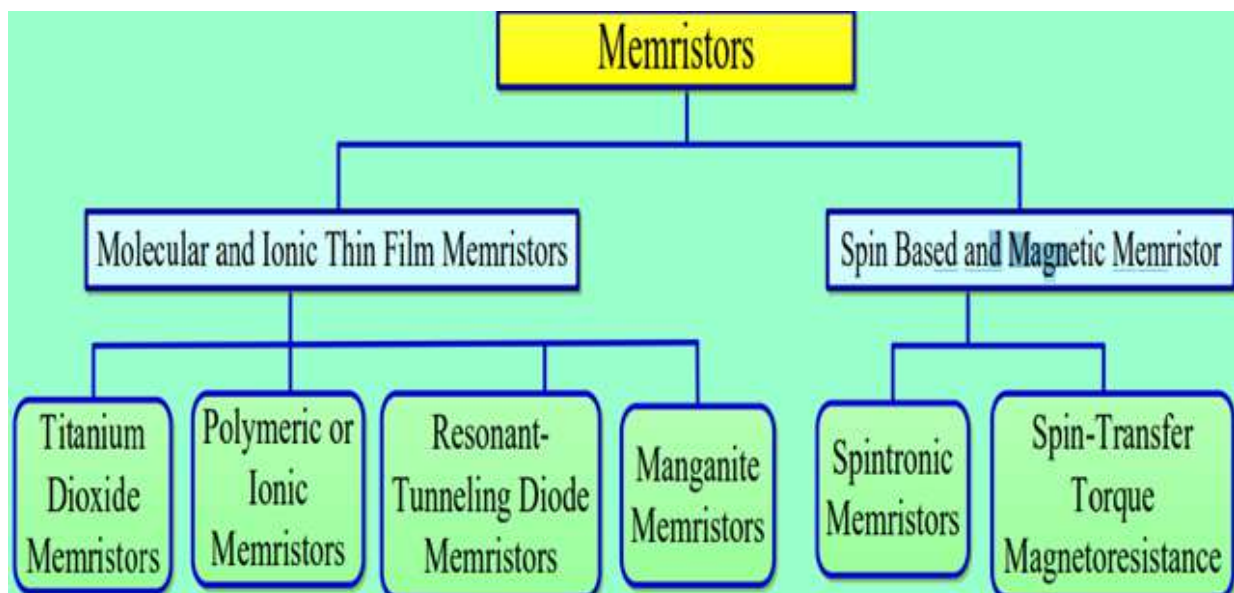 Memristors
Molecular and Ionic Thin Film Memristors
Spin Based and Magnetic Memristor
Titanium
Dioxide
Memristors
Polymeric or
Ionic
Memristors
Resonant-
Tunneling Diode
Memristors
Manganite
Memristors
Spintronic
Memristors
Spin-Transfer
Torque
Magnetoresistance